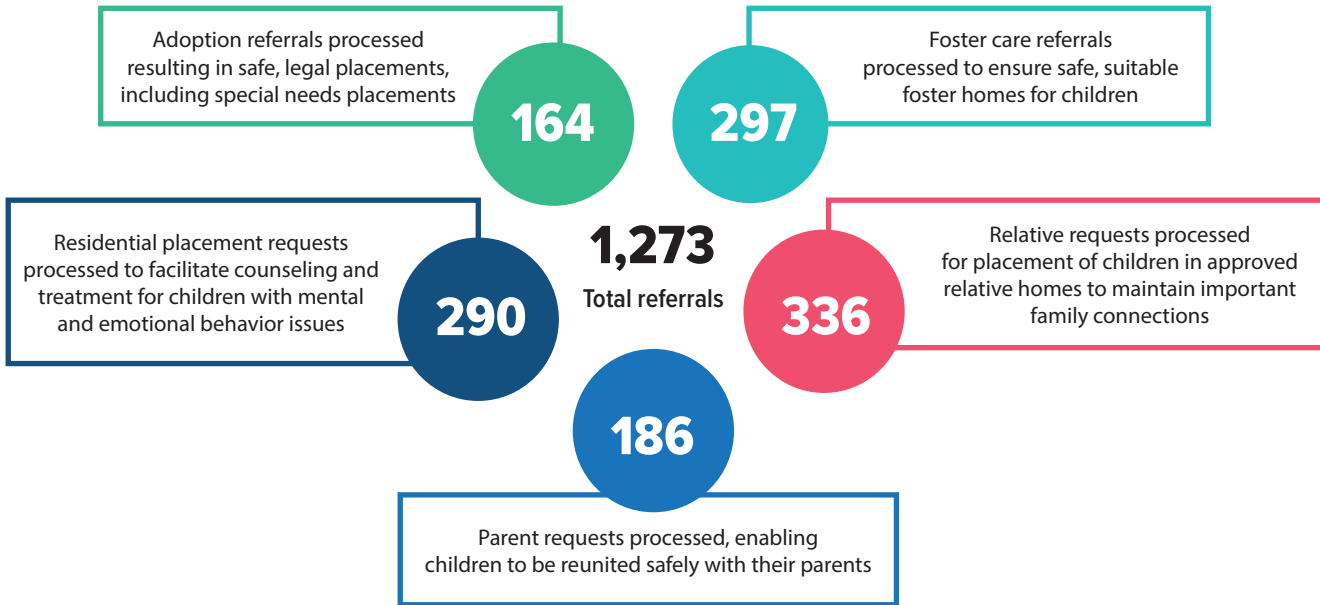 Adoption referrals processed
resulting in safe, legal placements,
including special needs placements
164
297
Foster care referrals
processed to ensure safe, suitable
foster homes for children
Residential placement requests
processed to facilitate counseling and
treatment for children with mental
and emotional behavior issues
290
1,273
Total referrals
336
Relative requests processed
for placement of children in approved
relative homes to maintain important
family connections
186
Parent requests processed, enabling
children to be reunited safely with their parents